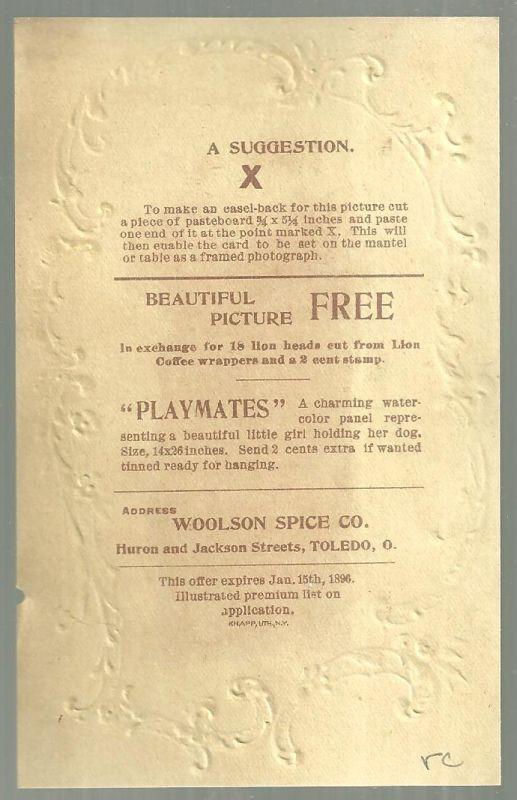 A SUGGESTION.
X
To make an easel-back for this picture cut
a piece of pasteboard ¾ x 5¼ inches and paste
one end of it at the point marked X. This will
then enable the card to be set on the mantel
or table as a framed photograph.
BEAUTIFUL
PICTURE FREE
In exchange for 18 lion heads cut from Lion
Coffee wrappers and a 2 cent stamp.
"PLAYMATES" A charming water-
color panel repre-
senting a beautiful little girl holding her dog.
Size, 14x26 inches. Send 2 cents extra if wanted
tinned ready for hanging.
ADDRESS
WOOLSON SPICE CO.
Huron and Jackson Streets, TOLEDO, O.
This offer expires Jan. 15th, 1896.
Illustrated premium list on
application.
KNAPP, LITH., N.Y.
rc